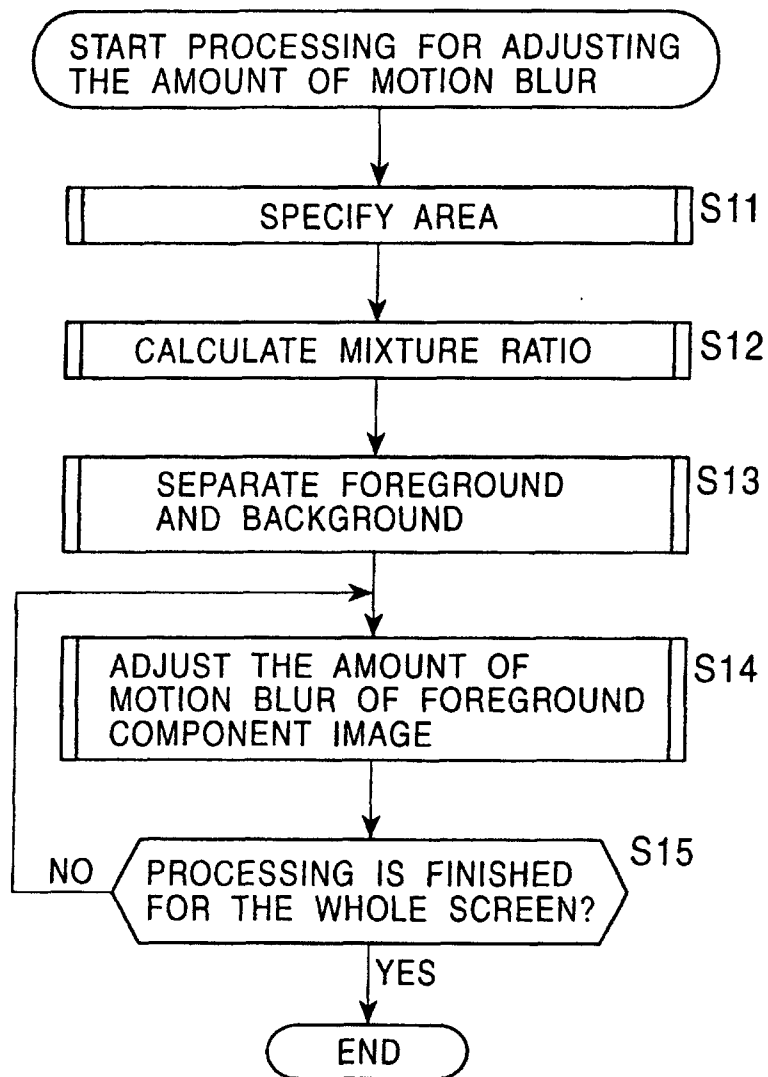 START PROCESSING FOR ADJUSTING
THE AMOUNT OF MOTION BLUR
SPECIFY AREA
S11
CALCULATE MIXTURE RATIO
S12
SEPARATE FOREGROUND
AND BACKGROUND
S13
ADJUST THE AMOUNT OF
MOTION BLUR OF FOREGROUND
COMPONENT IMAGE
S14
PROCESSING IS FINISHED
FOR THE WHOLE SCREEN?
S15
NO
YES
END